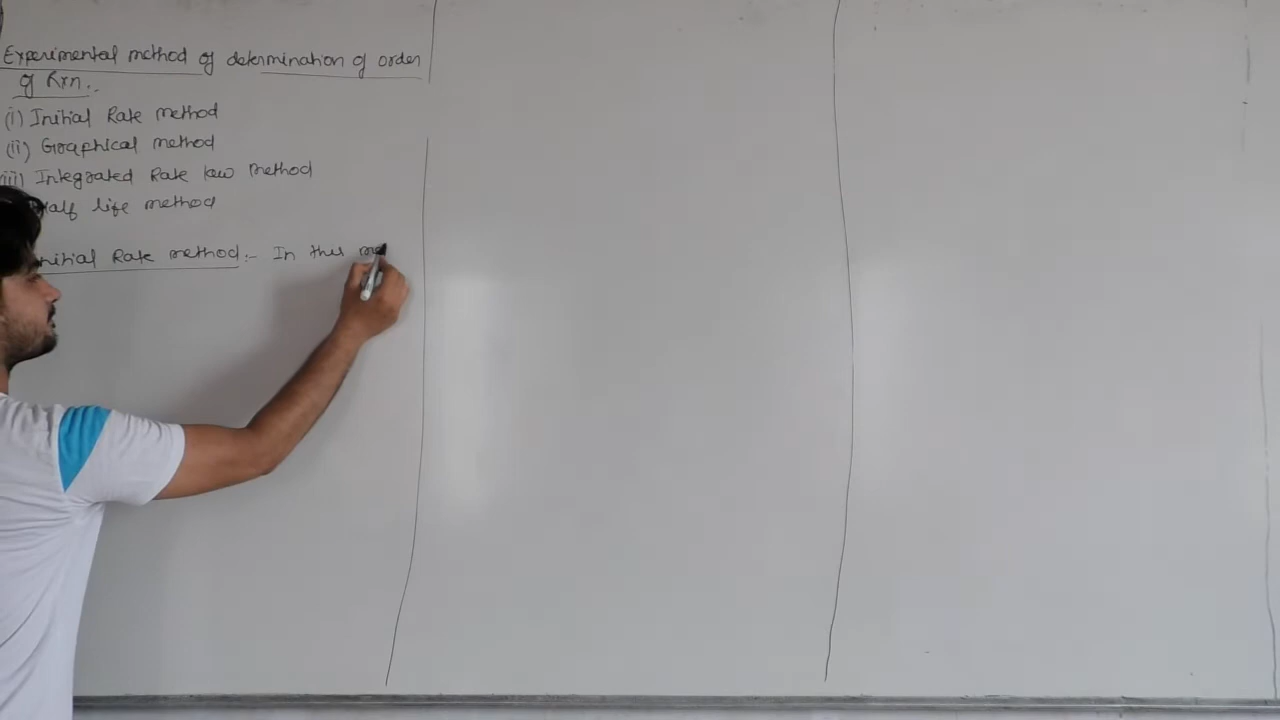 Experimental method of determination of order
of Rxn:-
(i) Initial Rate method
(ii) Graphical method
iii) Integrated Rate law method
Half life method
Initial Rate method :- In this me